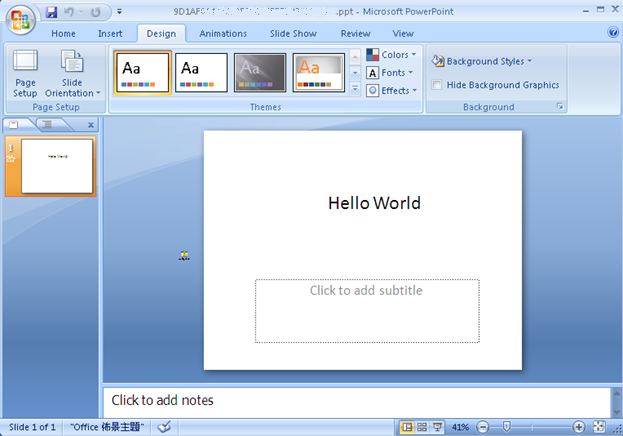 .ppt - Microsoft PowerPoint
Home Insert Design Animations Slide Show Review View
Page Setup
Slide Orientation
Aa Aa Aa Aa
Colors
Fonts
Effects
Background Styles
Hide Background Graphics
Page Setup Themes Background
1
Hello World
Hello World
Click to add subtitle
Click to add notes
Slide 1 of 1 "Office 佈景主題" 41%